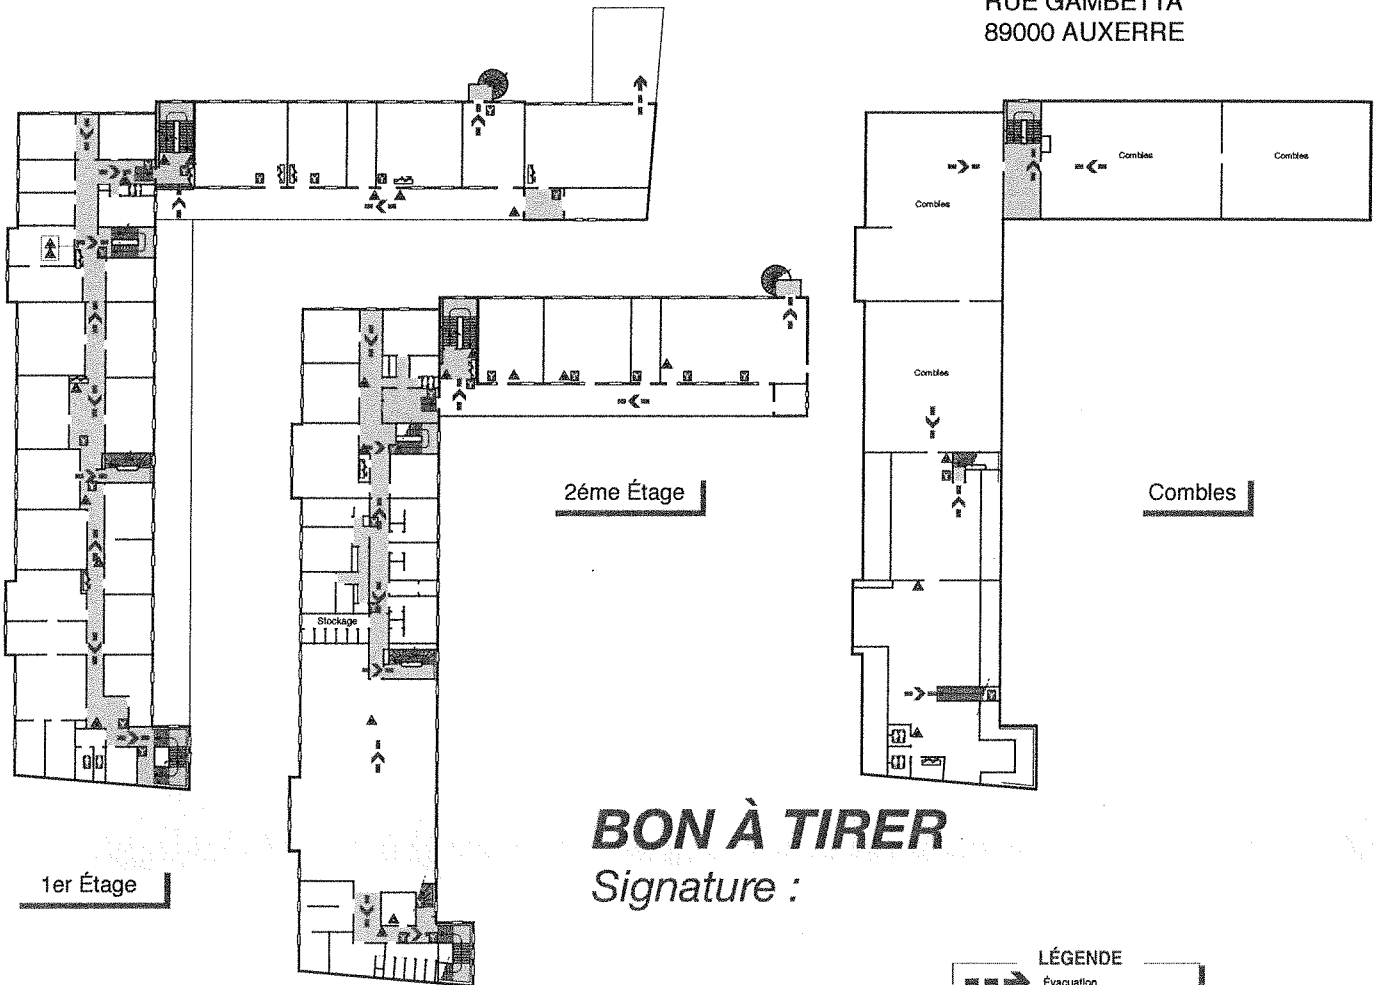 RUE GAMBETTA
89000 AUXERRE
Combles
Combles
Combles
Combles
2éme Étage
Combles
Stockage
BON À TIRER
Signature :
1er Étage
LÉGENDE
Évacuation